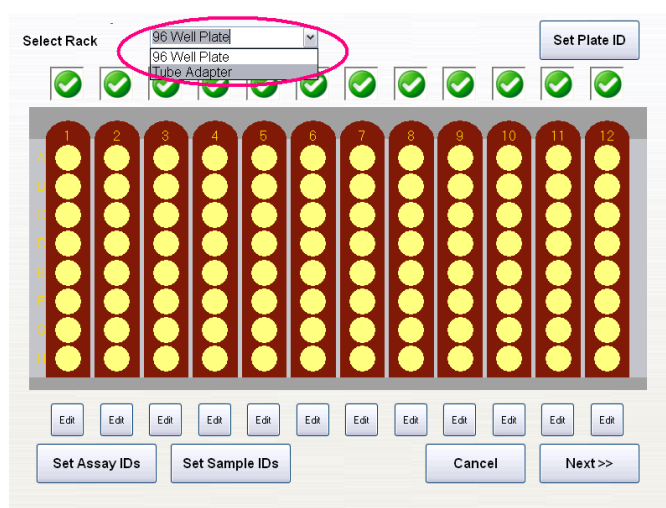 Select Rack
96 Well Plate
Set Plate ID
96 Well Plate
Tube Adapter
1 2 3 4 5 6 7 8 9 10 11 12
Edit Edit Edit Edit Edit Edit Edit Edit Edit Edit Edit Edit
Set Assay IDs
Set Sample IDs
Cancel
Next >>